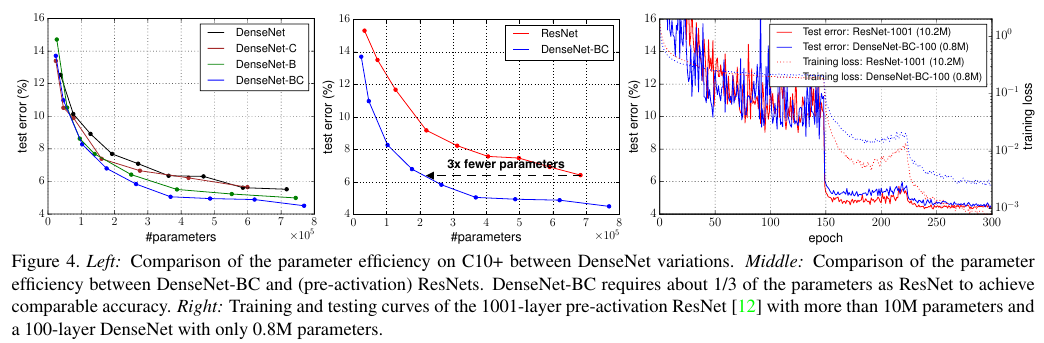 16
14
12
10
8
6
4
0
1
2
3
4
5
6
7
8
×10⁵
test error (%)
#parameters
DenseNet
DenseNet-C
DenseNet-B
DenseNet-BC
16
14
12
10
8
6
4
0
1
2
3
4
5
6
7
8
×10⁵
test error (%)
#parameters
ResNet
DenseNet-BC
3x fewer parameters
16
14
12
10
8
6
4
50
100
150
200
250
300
test error (%)
epoch
10⁰
10⁻¹
10⁻²
10⁻³
training loss
Test error: ResNet-1001 (10.2M)
Test error: DenseNet-BC-100 (0.8M)
Training loss: ResNet-1001 (10.2M)
Training loss: DenseNet-BC-100 (0.8M)
Figure 4. Left: Comparison of the parameter efficiency on C10+ between DenseNet variations. Middle: Comparison of the parameter
efficiency between DenseNet-BC and (pre-activation) ResNets. DenseNet-BC requires about 1/3 of the parameters as ResNet to achieve
comparable accuracy. Right: Training and testing curves of the 1001-layer pre-activation ResNet [12] with more than 10M parameters and
a 100-layer DenseNet with only 0.8M parameters.